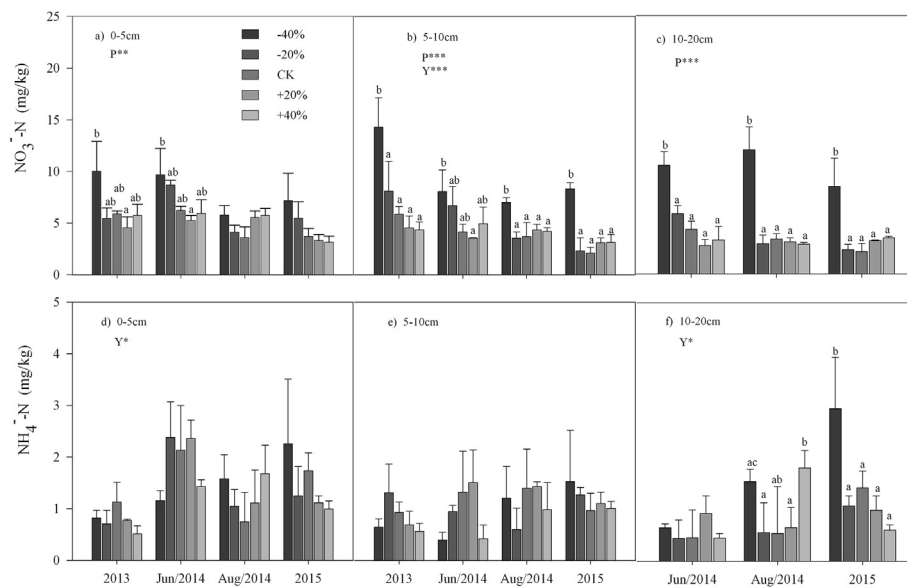 25
20
15
10
5
0
NO3⁻-N (mg/kg)
a) 0-5cm
P**
-40%
-20%
CK
+20%
+40%
b ab ab a ab
b ab ab a ab
b) 5-10cm
P***
Y***
b a a a a
b ab ab a ab
b a a a a
b a a a a
c) 10-20cm
P***
b a a a a
b a a a a
b a a a a
5
4
3
2
1
0
NH4⁻-N (mg/kg)
d) 0-5cm
Y*
e) 5-10cm
f) 10-20cm
Y*
ac a ab a b
b a a a a
2013 Jun/2014 Aug/2014 2015
2013 Jun/2014 Aug/2014 2015
Jun/2014 Aug/2014 2015